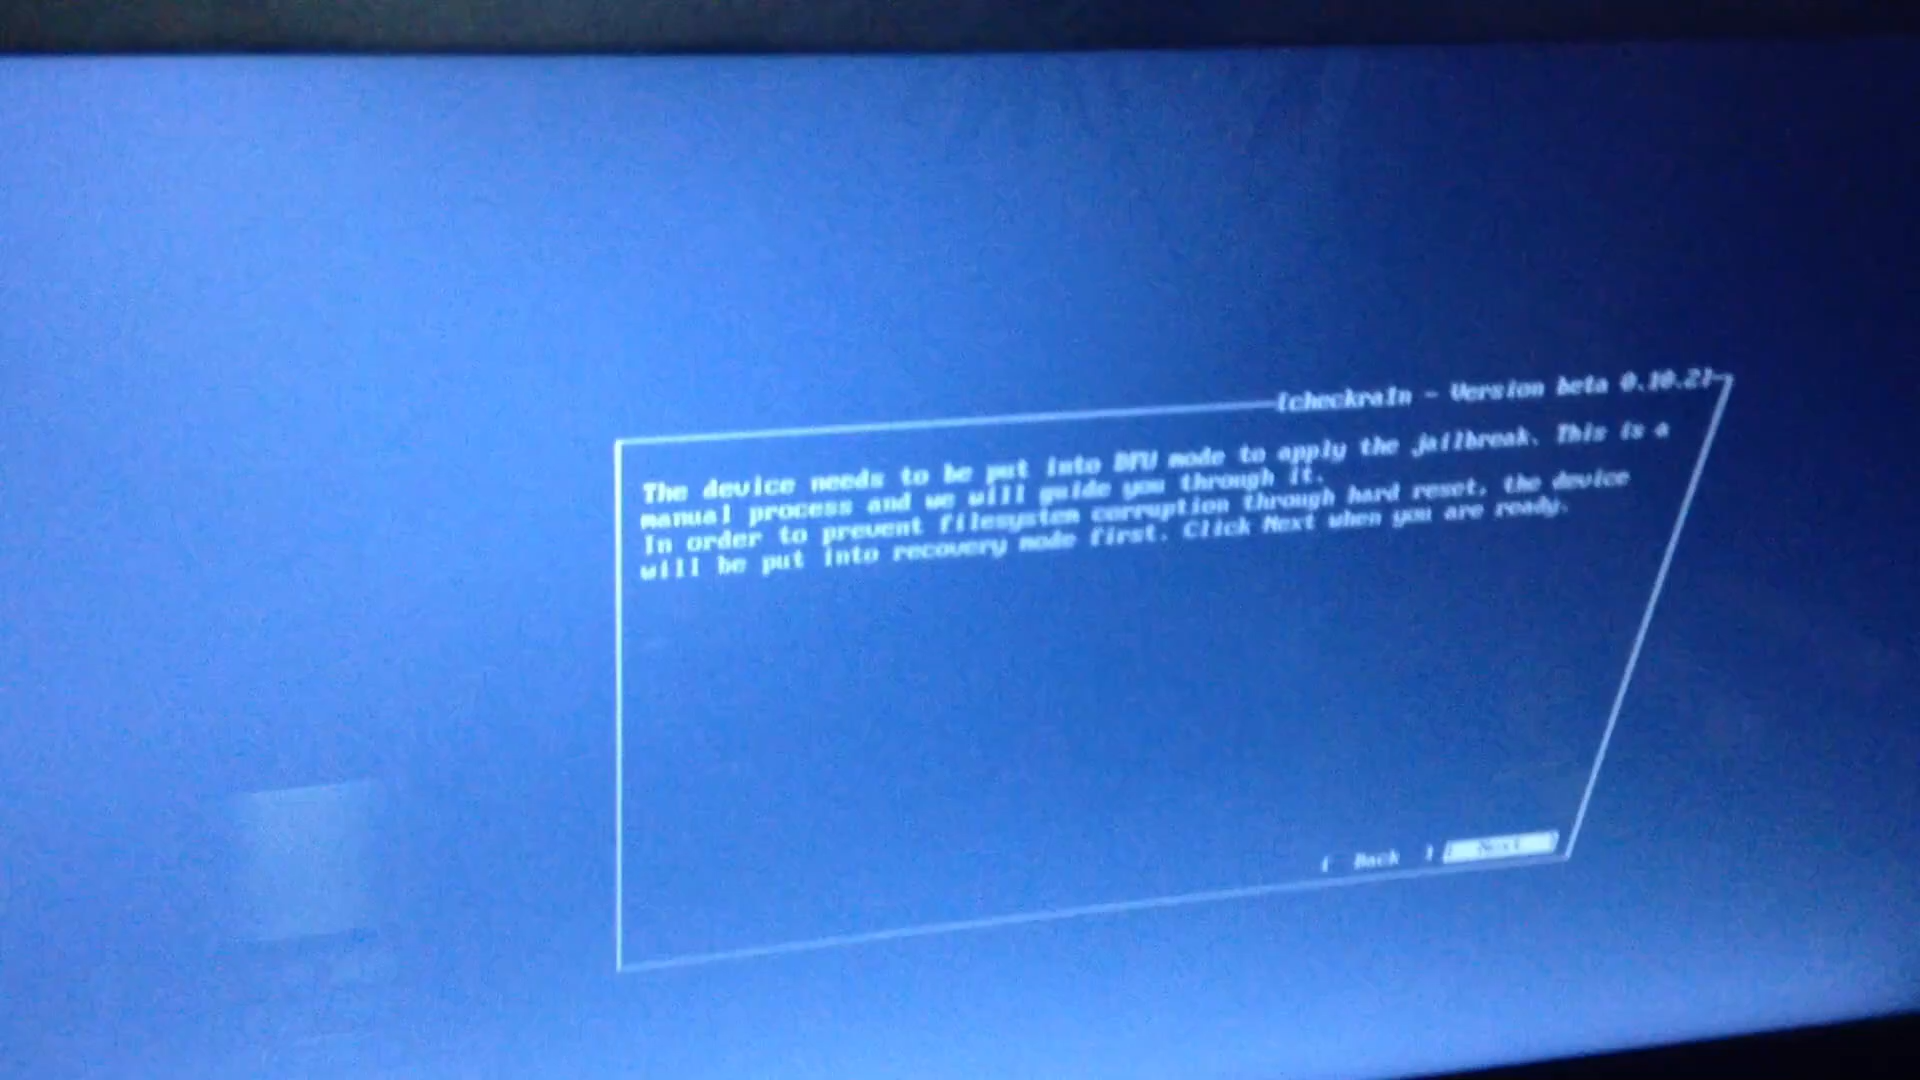 [checkra1n - Version beta 0.10.2]
The device needs to be put into DFU mode to apply the jailbreak. This is a
manual process and we will guide you through it.
In order to prevent filesystem corruption through hard reset, the device
will be put into recovery mode first. Click Next when you are ready.
[ Back ] [ Next ]